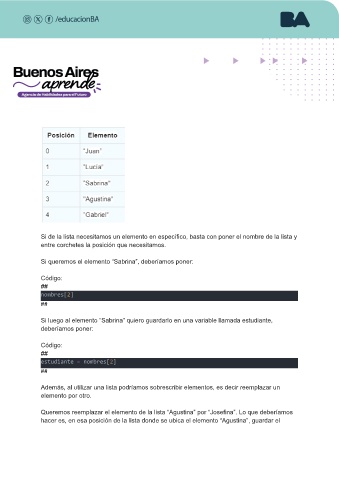 /educacionBA
BA
Buenos Aires
aprende
Agencia de Habilidades para el Futuro
Posición Elemento
0 "Juan"
1 "Lucía"
2 "Sabrina"
3 "Agustina"
4 "Gabriel"
Si de la lista necesitamos un elemento en específico, basta con poner el nombre de la lista y
entre corchetes la posición que necesitamos.
Si queremos el elemento "Sabrina", deberíamos poner:
Código:
##
nombres[2]
##
Si luego al elemento "Sabrina" quiero guardarlo en una variable llamada estudiante,
deberíamos poner:
Código:
##
estudiante = nombres[2]
##
Además, al utilizar una lista podríamos sobrescribir elementos, es decir reemplazar un
elemento por otro.
Queremos reemplazar el elemento de la lista "Agustina" por "Josefina". Lo que deberíamos
hacer es, en esa posición de la lista donde se ubica el elemento "Agustina", guardar el